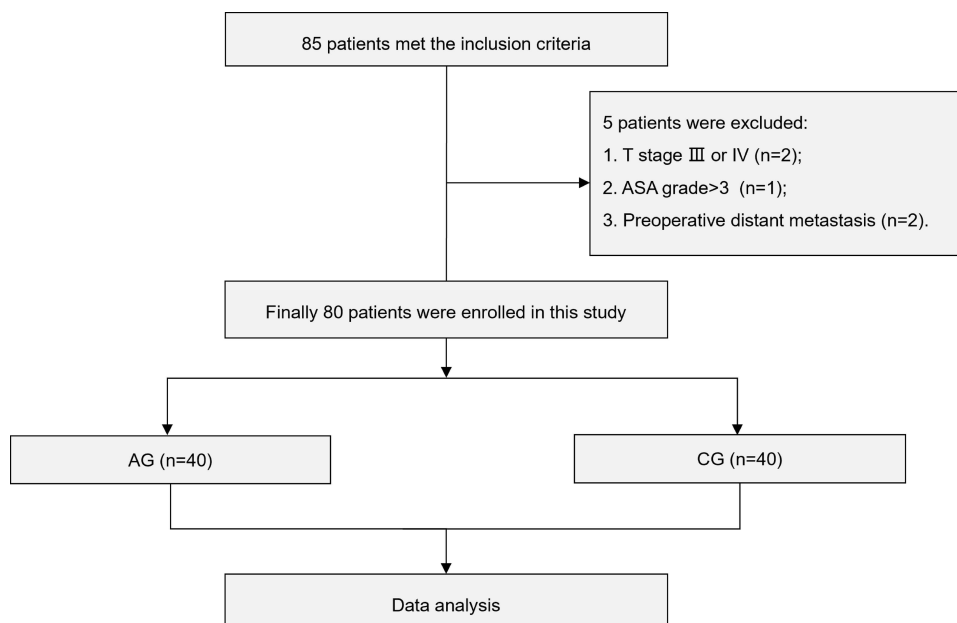 85 patients met the inclusion criteria
5 patients were excluded:
1. T stage Ⅲ or IV (n=2);
2. ASA grade>3  (n=1);
3. Preoperative distant metastasis (n=2).
Finally 80 patients were enrolled in this study
AG (n=40)
CG (n=40)
Data analysis